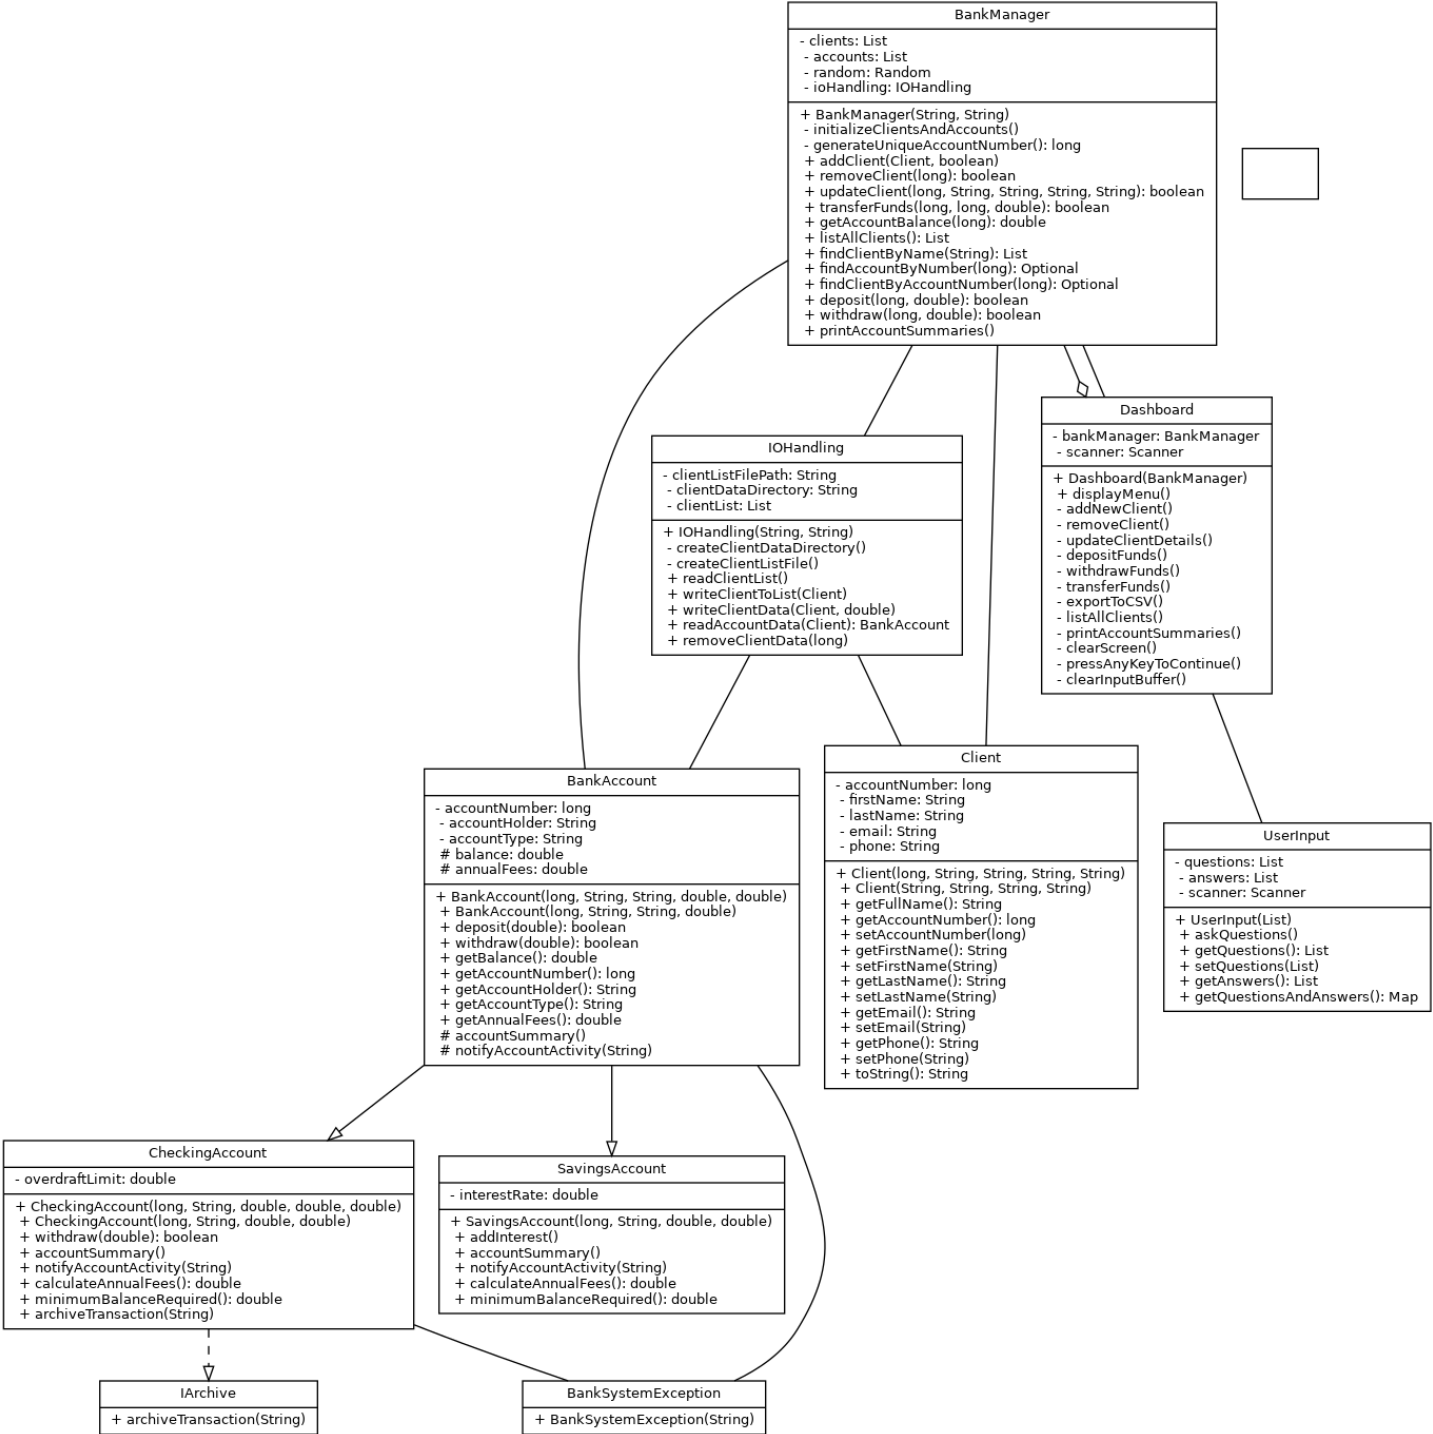 BankManager
- clients: List
- accounts: List
- random: Random
- ioHandling: IOHandling
+ BankManager(String, String)
- initializeClientsAndAccounts()
- generateUniqueAccountNumber(): long
+ addClient(Client, boolean)
+ removeClient(long): boolean
+ updateClient(long, String, String, String, String): boolean
+ transferFunds(long, long, double): boolean
+ getAccountBalance(long): double
+ listAllClients(): List
+ findClientByName(String): List
+ findAccountByNumber(long): Optional
+ findClientByAccountNumber(long): Optional
+ deposit(long, double): boolean
+ withdraw(long, double): boolean
+ printAccountSummaries()
Dashboard
- bankManager: BankManager
- scanner: Scanner
+ Dashboard(BankManager)
+ displayMenu()
- addNewClient()
- removeClient()
- updateClientDetails()
- depositFunds()
- withdrawFunds()
- transferFunds()
- exportToCSV()
- listAllClients()
- printAccountSummaries()
- clearScreen()
- pressAnyKeyToContinue()
- clearInputBuffer()
IOHandling
- clientListFilePath: String
- clientDataDirectory: String
- clientList: List
+ IOHandling(String, String)
- createClientDataDirectory()
- createClientListFile()
+ readClientList()
+ writeClientToList(Client)
+ writeClientData(Client, double)
+ readAccountData(Client): BankAccount
+ removeClientData(long)
BankAccount
- accountNumber: long
- accountHolder: String
- accountType: String
# balance: double
# annualFees: double
+ BankAccount(long, String, String, double, double)
+ BankAccount(long, String, String, double)
+ deposit(double): boolean
+ withdraw(double): boolean
+ getBalance(): double
+ getAccountNumber(): long
+ getAccountHolder(): String
+ getAccountType(): String
+ getAnnualFees(): double
# accountSummary()
# notifyAccountActivity(String)
Client
- accountNumber: long
- firstName: String
- lastName: String
- email: String
- phone: String
+ Client(long, String, String, String, String)
+ Client(String, String, String, String)
+ getFullName(): String
+ getAccountNumber(): long
+ setAccountNumber(long)
+ getFirstName(): String
+ setFirstName(String)
+ getLastName(): String
+ setLastName(String)
+ getEmail(): String
+ setEmail(String)
+ getPhone(): String
+ setPhone(String)
+ toString(): String
UserInput
- questions: List
- answers: List
- scanner: Scanner
+ UserInput(List)
+ askQuestions()
+ getQuestions(): List
+ setQuestions(List)
+ getAnswers(): List
+ getQuestionsAndAnswers(): Map
CheckingAccount
- overdraftLimit: double
+ CheckingAccount(long, String, double, double, double)
+ CheckingAccount(long, String, double, double)
+ withdraw(double): boolean
+ accountSummary()
+ notifyAccountActivity(String)
+ calculateAnnualFees(): double
+ minimumBalanceRequired(): double
+ archiveTransaction(String)
SavingsAccount
- interestRate: double
+ SavingsAccount(long, String, double, double)
+ addInterest()
+ accountSummary()
+ notifyAccountActivity(String)
+ calculateAnnualFees(): double
+ minimumBalanceRequired(): double
IArchive
+ archiveTransaction(String)
BankSystemException
+ BankSystemException(String)